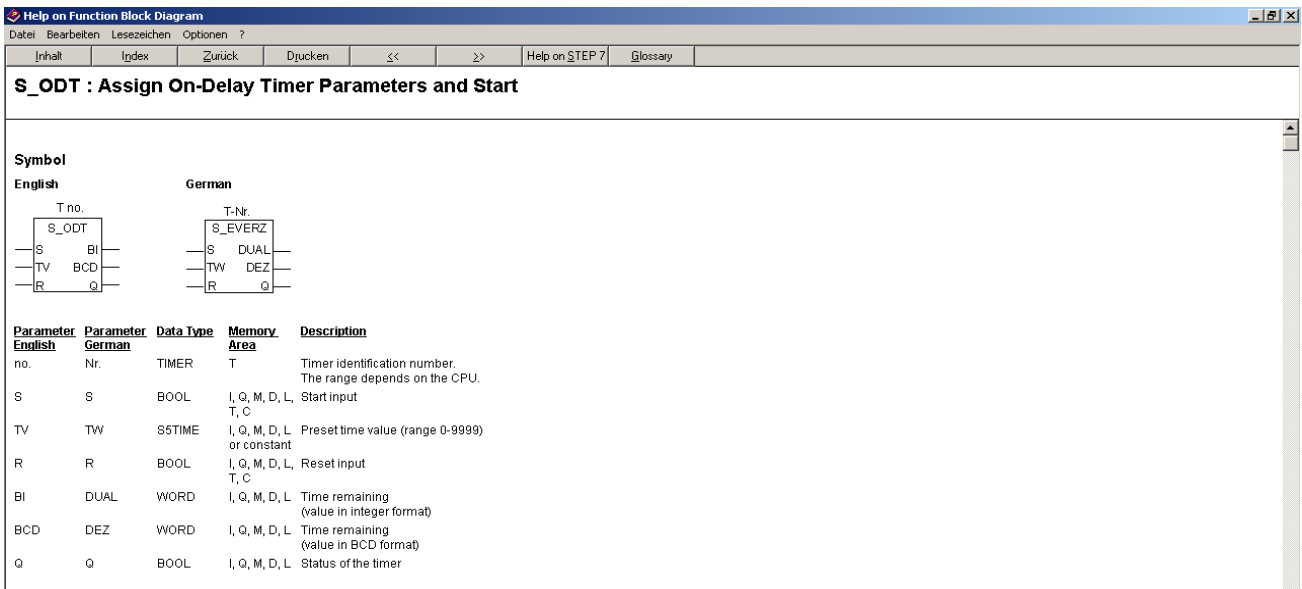 Help on Function Block Diagram
Datei Bearbeiten Lesezeichen Optionen ?
Inhalt Index Zurück Drucken << >> Help on STEP 7 Glossary
S_ODT : Assign On-Delay Timer Parameters and Start
Symbol
English German
T no. T-Nr.
S_ODT S_EVERZ
S BI S DUAL
TV BCD TW DEZ
R Q R Q
Parameter English Parameter German Data Type Memory Area Description
no. Nr. TIMER T Timer identification number.
The range depends on the CPU.
S S BOOL I, Q, M, D, L, Start input
T, C
TV TW S5TIME I, Q, M, D, L Preset time value (range 0-9999)
or constant
R R BOOL I, Q, M, D, L, Reset input
T, C
BI DUAL WORD I, Q, M, D, L Time remaining
(value in integer format)
BCD DEZ WORD I, Q, M, D, L Time remaining
(value in BCD format)
Q Q BOOL I, Q, M, D, L Status of the timer